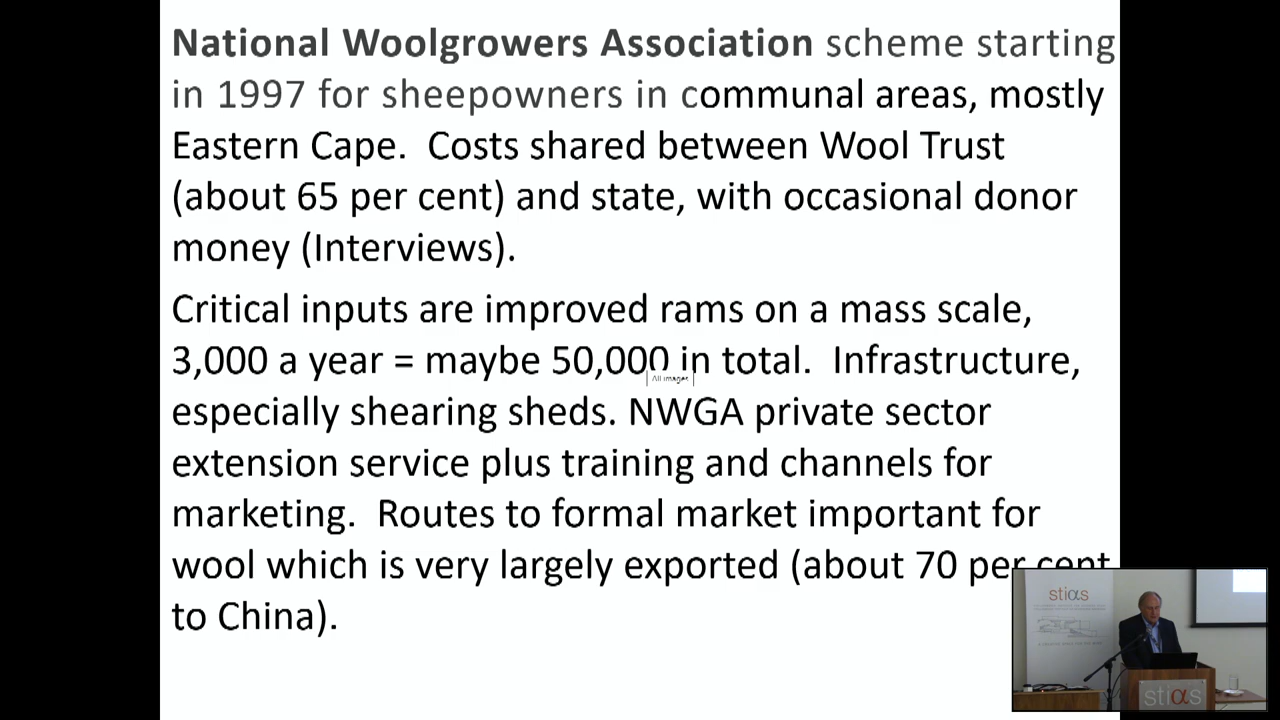 National Woolgrowers Association scheme starting
in 1997 for sheepowners in communal areas, mostly
Eastern Cape.  Costs shared between Wool Trust
(about 65 per cent) and state, with occasional donor
money (Interviews).
Critical inputs are improved rams on a mass scale,
3,000 a year = maybe 50,000 in total.  Infrastructure,
All images
especially shearing sheds. NWGA private sector
extension service plus training and channels for
marketing.  Routes to formal market important for
wool which is very largely exported (about 70 per cent
to China).
stias
stias